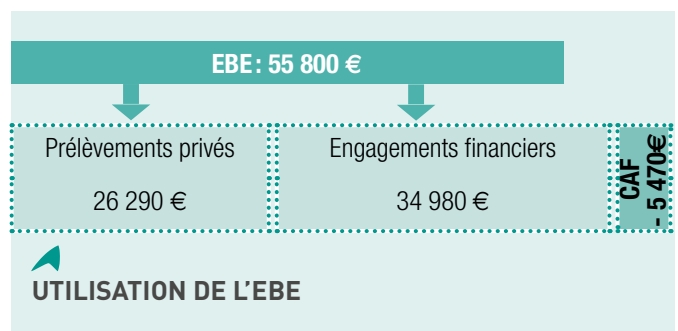 EBE : 55 800 €
Prélèvements privés
26 290 €
Engagements financiers
34 980 €
CAF
- 5 470€
UTILISATION DE L'EBE